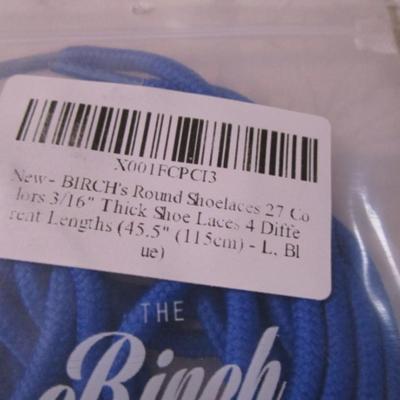 X001FCPCI3
New - BIRCH's Round Shoelaces 27 Co
lors 3/16" Thick Shoe Laces 4 Diffe
rent Lengths (45.5" (115cm) - L, Bl
ue)
THE
Birch